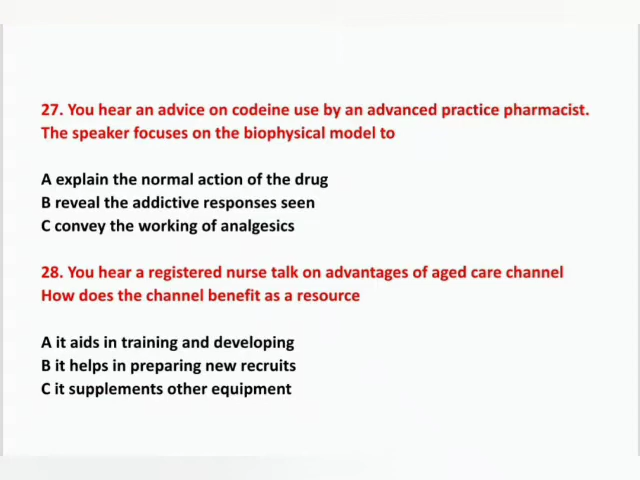 27. You hear an advice on codeine use by an advanced practice pharmacist.
The speaker focuses on the biophysical model to
A explain the normal action of the drug
B reveal the addictive responses seen
C convey the working of analgesics
28. You hear a registered nurse talk on advantages of aged care channel
How does the channel benefit as a resource
A it aids in training and developing
B it helps in preparing new recruits
C it supplements other equipment